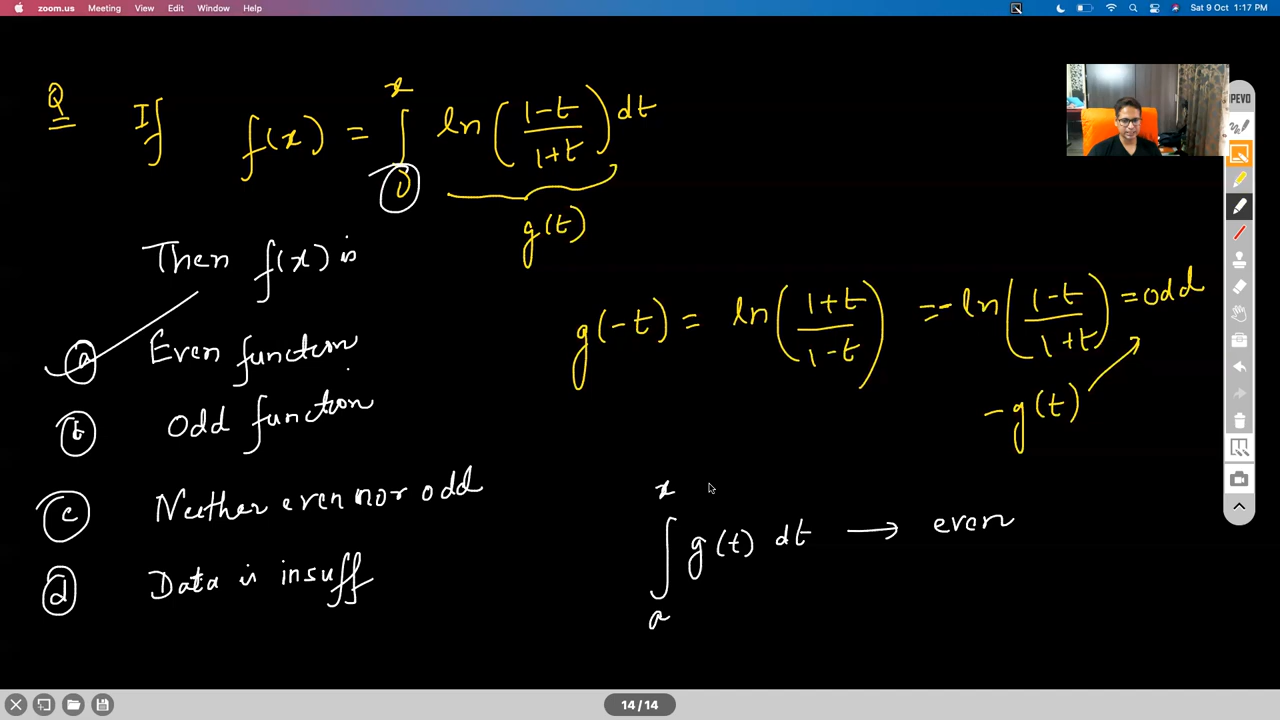 zoom.us Meeting View Edit Window Help Sat 9 Oct 1:17 PM
IPEVO
Q If f(x) = ∫₀ˣ ln((1-t)/(1+t)) dt
g(t)
Then f(x) is
g(-t) = ln((1+t)/(1-t)) = -ln((1-t)/(1+t)) = odd
-g(t)
(a) Even function
(b) Odd function
(c) Neither even nor odd
∫ₐˣ g(t) dt → even
(d) Data is insuff
14/14